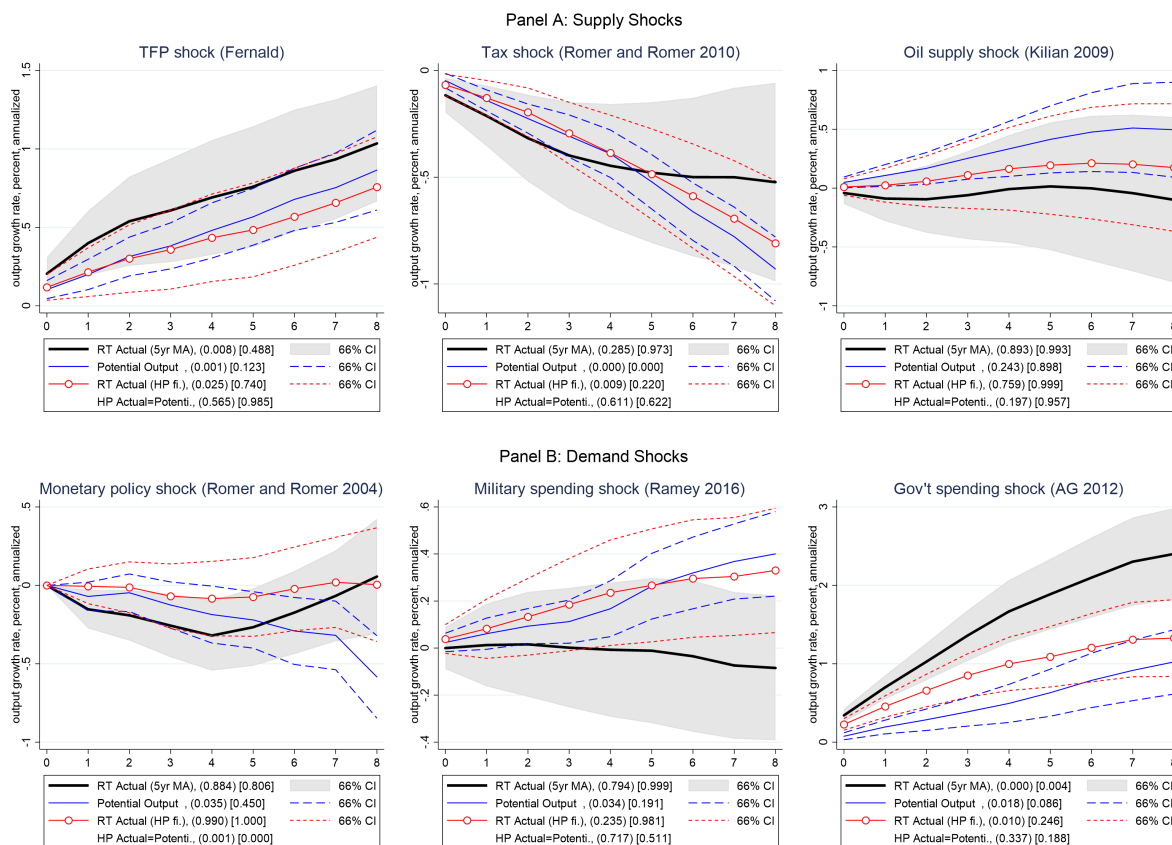 Panel A: Supply Shocks
TFP shock (Fernald)
Tax shock (Romer and Romer 2010)
Oil supply shock (Kilian 2009)
output growth rate, percent, annualized
0
.5
1
1.5
0 1 2 3 4 5 6 7 8
RT Actual (5yr MA), (0.008) [0.488] 66% CI
Potential Output , (0.001) [0.123] 66% CI
RT Actual (HP fi.), (0.025) [0.740] 66% CI
HP Actual=Potenti., (0.565) [0.985]
output growth rate, percent, annualized
-1
-.5
0
0 1 2 3 4 5 6 7 8
RT Actual (5yr MA), (0.285) [0.973] 66% CI
Potential Output , (0.000) [0.000] 66% CI
RT Actual (HP fi.), (0.009) [0.220] 66% CI
HP Actual=Potenti., (0.611) [0.622]
output growth rate, percent, annualized
-1
-.5
0
.5
1
0 1 2 3 4 5 6 7 8
RT Actual (5yr MA), (0.893) [0.993] 66% CI
Potential Output , (0.243) [0.898] 66% CI
RT Actual (HP fi.), (0.759) [0.999] 66% CI
HP Actual=Potenti., (0.197) [0.957]
Panel B: Demand Shocks
Monetary policy shock (Romer and Romer 2004)
Military spending shock (Ramey 2016)
Gov't spending shock (AG 2012)
output growth rate, percent, annualized
-1
-.5
0
.5
0 1 2 3 4 5 6 7 8
RT Actual (5yr MA), (0.884) [0.806] 66% CI
Potential Output , (0.035) [0.450] 66% CI
RT Actual (HP fi.), (0.990) [1.000] 66% CI
HP Actual=Potenti., (0.001) [0.000]
output growth rate, percent, annualized
-.4
-.2
0
.2
.4
.6
0 1 2 3 4 5 6 7 8
RT Actual (5yr MA), (0.794) [0.999] 66% CI
Potential Output , (0.034) [0.191] 66% CI
RT Actual (HP fi.), (0.235) [0.981] 66% CI
HP Actual=Potenti., (0.717) [0.511]
output growth rate, percent, annualized
0
1
2
3
0 1 2 3 4 5 6 7 8
RT Actual (5yr MA), (0.000) [0.004] 66% CI
Potential Output , (0.018) [0.086] 66% CI
RT Actual (HP fi.), (0.010) [0.246] 66% CI
HP Actual=Potenti., (0.337) [0.188]